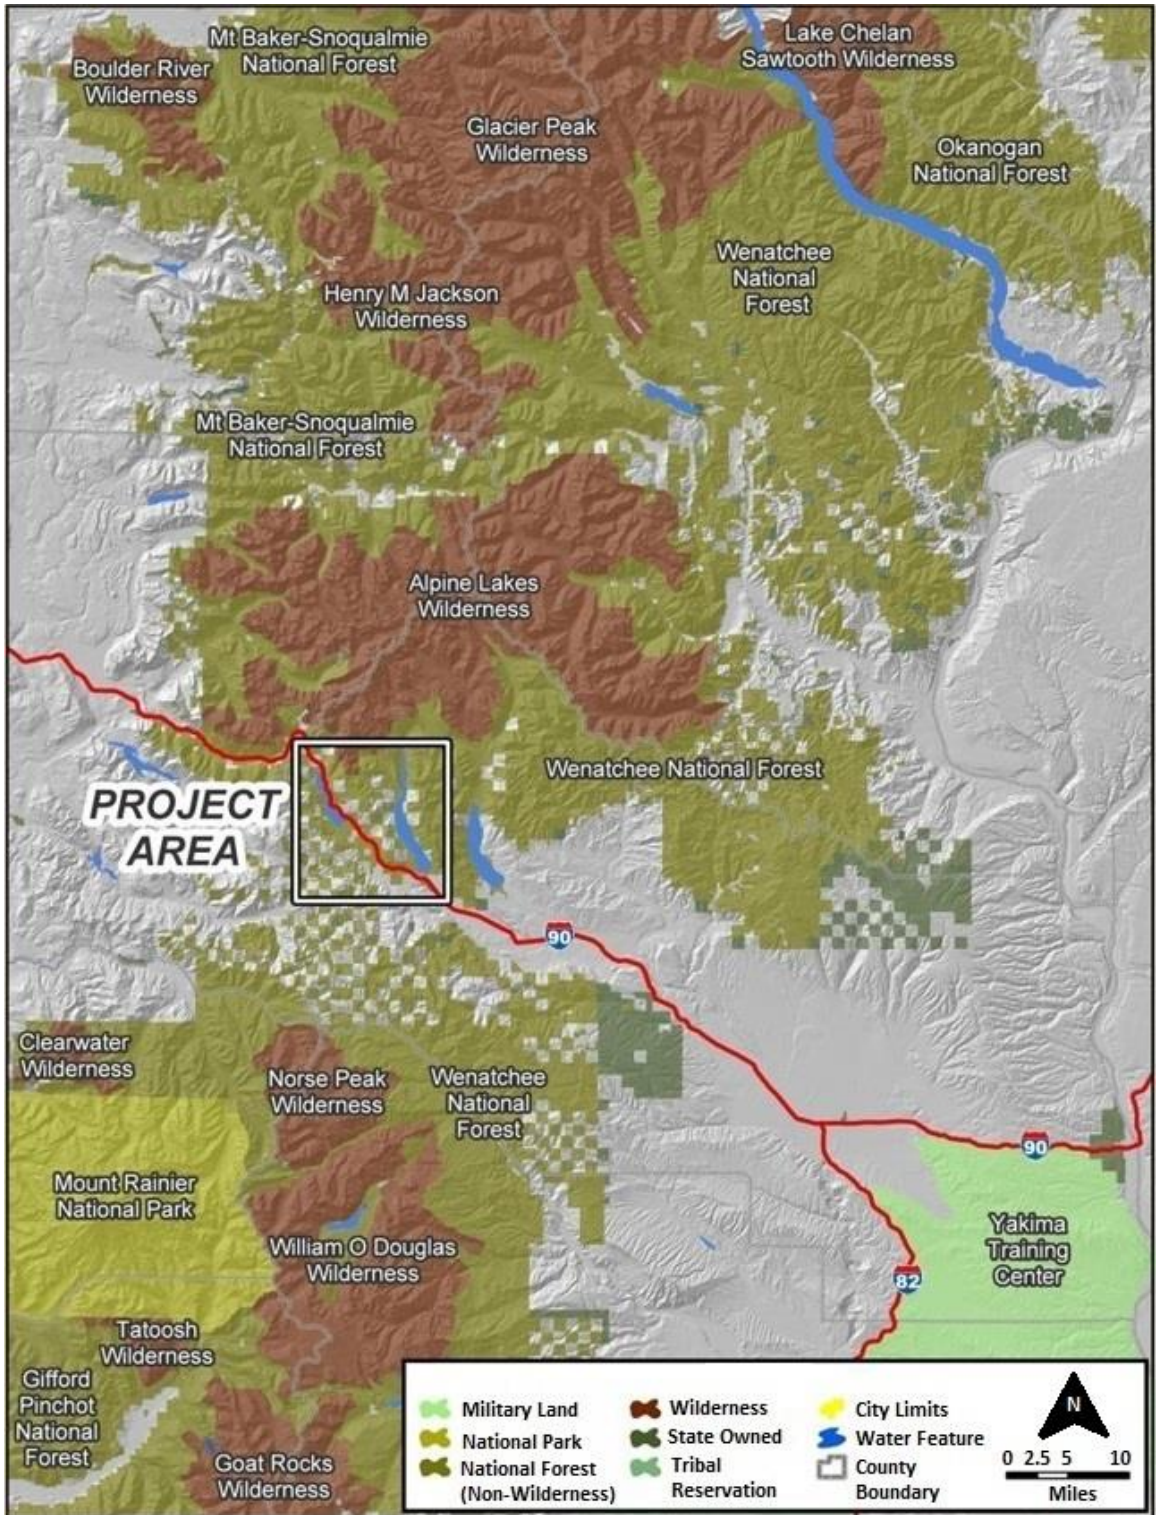 Mt Baker-Snoqualmie
National Forest
Lake Chelan
Sawtooth Wilderness
Boulder River
Wilderness
Glacier Peak
Wilderness
Okanogan
National Forest
Wenatchee
National
Forest
Henry M Jackson
Wilderness
Mt Baker-Snoqualmie
National Forest
Alpine Lakes
Wilderness
Wenatchee National Forest
PROJECT
AREA
90
Clearwater
Wilderness
Norse Peak
Wilderness
Wenatchee
National
Forest
90
Mount Rainier
National Park
William O Douglas
Wilderness
Yakima
Training
Center
82
Tatoosh
Wilderness
Gifford
Pinchot
National
Forest
Goat Rocks
Wilderness
Military Land
National Park
National Forest
(Non-Wilderness)
Wilderness
State Owned
Tribal
Reservation
City Limits
Water Feature
County
Boundary
N
0 2.5 5 10
Miles